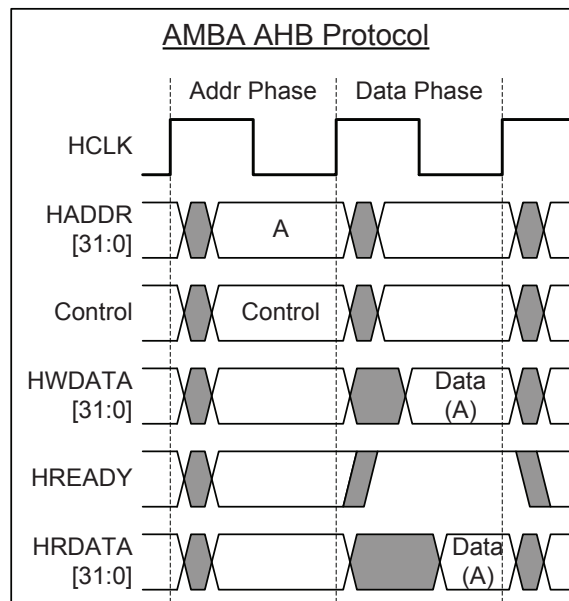 AMBA AHB Protocol
Addr Phase Data Phase
HCLK
HADDR
[31:0]
A
Control Control
HWDATA
[31:0]
Data
(A)
HREADY
HRDATA
[31:0]
Data
(A)